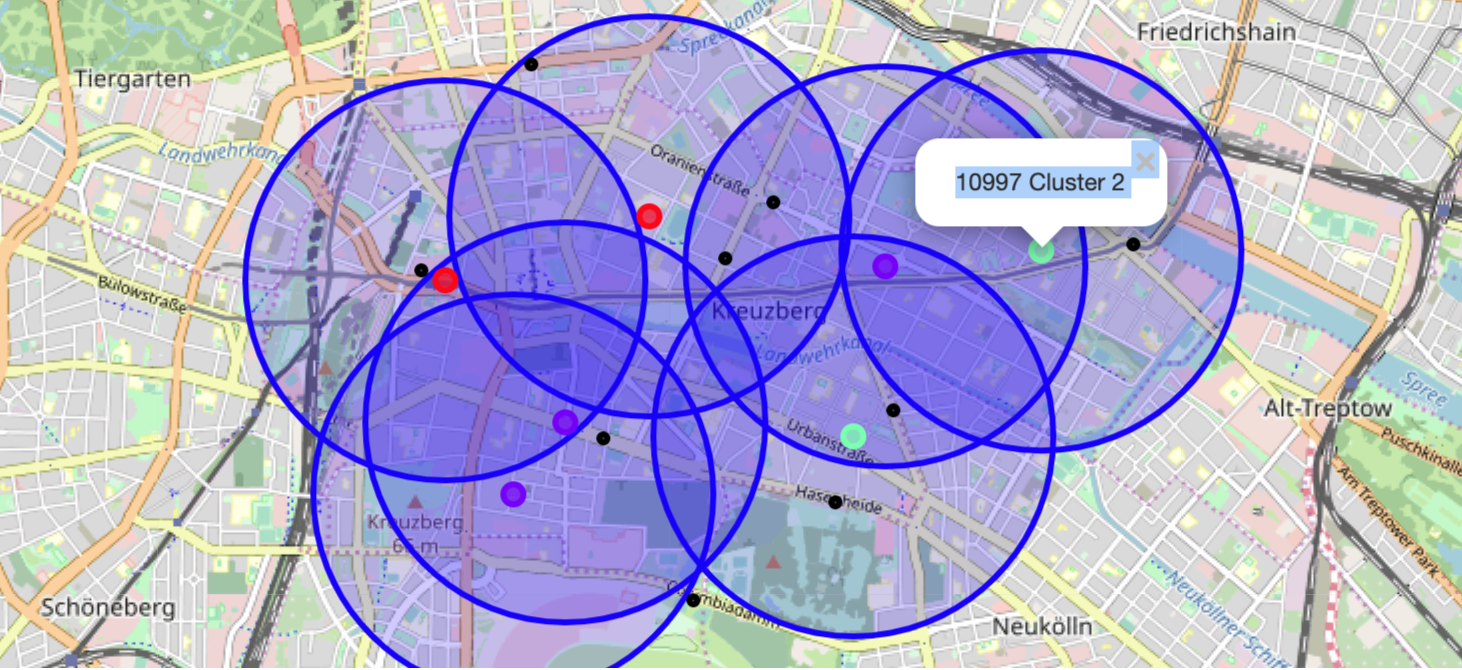 Friedrichshain
Spreekanal
Tiergarten
Spree
Landwehrkanal
Oranienstraße
×
10997 Cluster 2
Bülowstraße
Kreuzberg
Landwehrkanal
Spree
Alt-Treptow
Urbanstraße
Puschkinallee
Hasenheide
Am Treptower Park
Kreuzberg
66 m
Columbiadamm
Schöneberg
Neukölln
Neuköllner Schiff